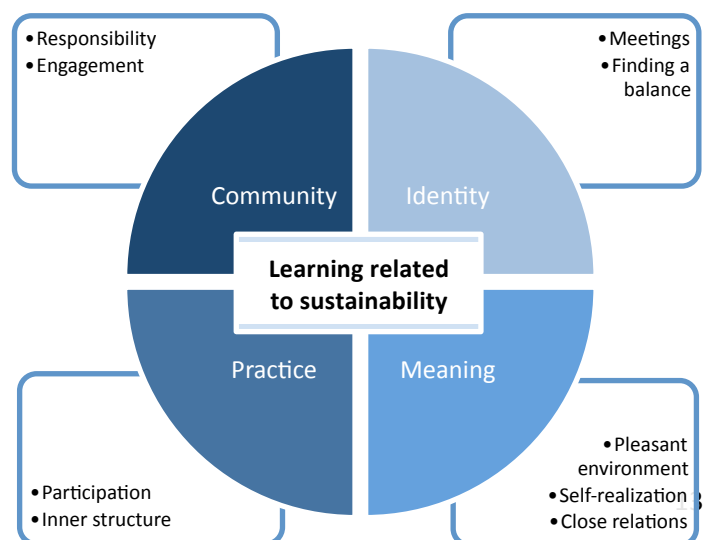 •Responsibility
•Engagement
•Meetings
•Finding a
balance
Community
Identity
Learning related
to sustainability
Practice
Meaning
•Participation
•Inner structure
•Pleasant
environment
•Self-realization
•Close relations
13